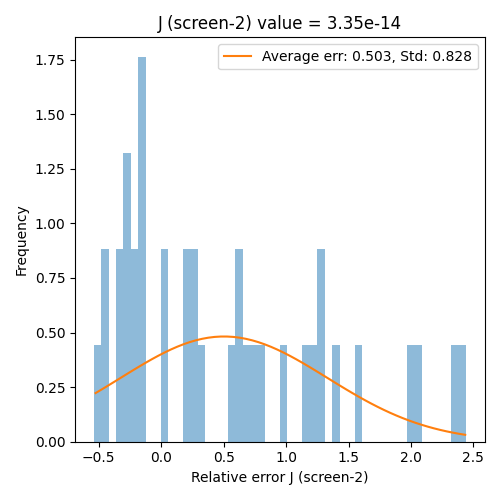 J (screen-2) value = 3.35e-14
Average err: 0.503, Std: 0.828
1.75
1.50
1.25
1.00
0.75
0.50
0.25
0.00
Frequency
−0.5 0.0 0.5 1.0 1.5 2.0 2.5
Relative error J (screen-2)